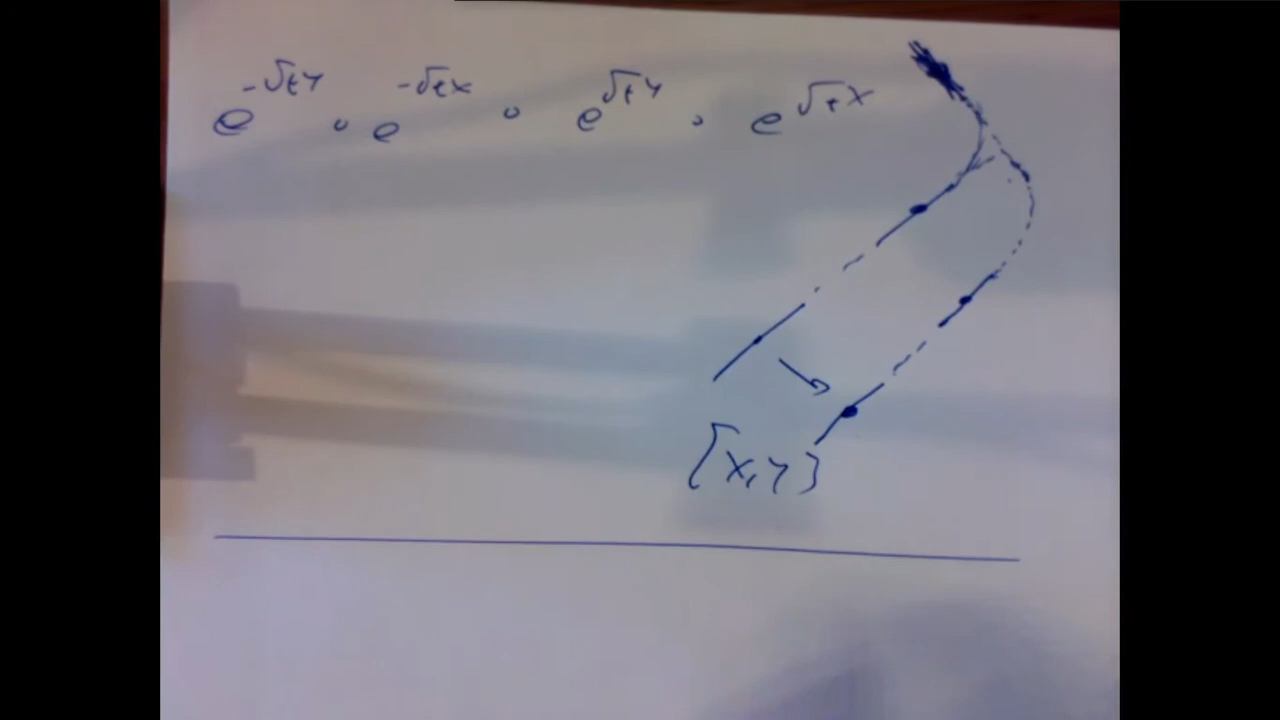 e^{-√t Y} ∘ e^{-√t X} ∘ e^{√t Y} ∘ e^{√t X}
[X, Y]